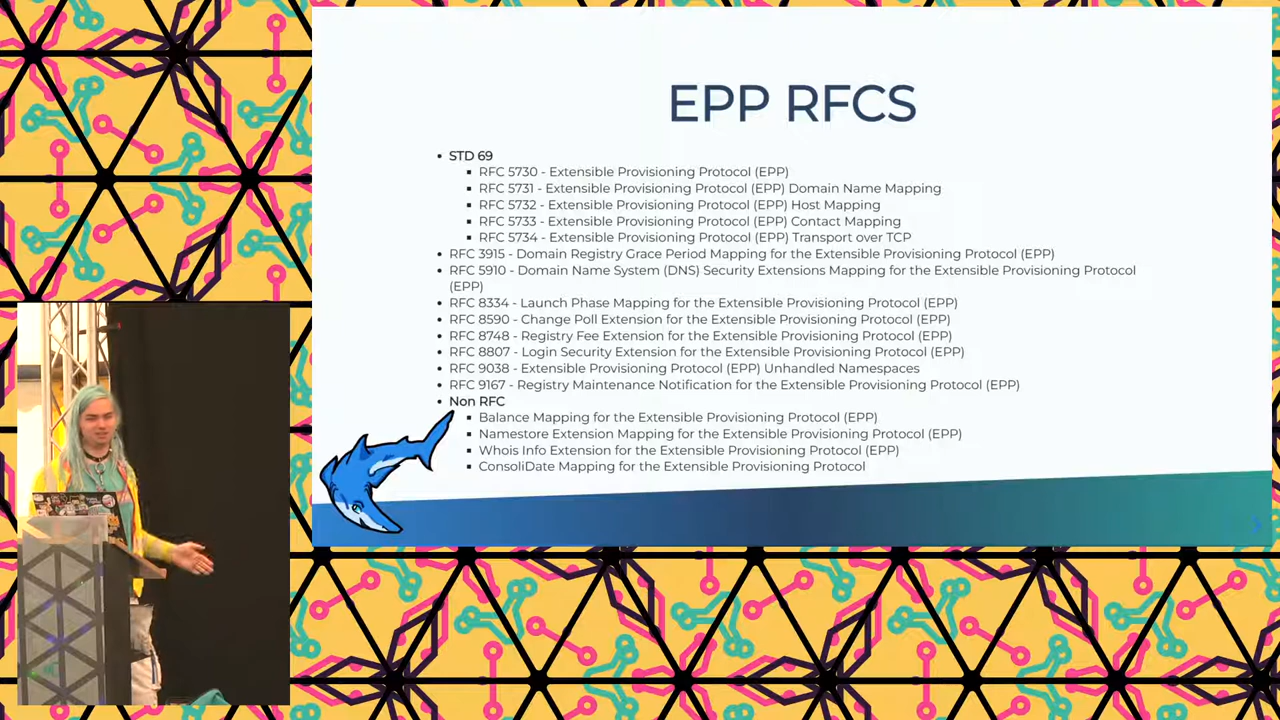 EPP RFCS
• STD 69
▪ RFC 5730 - Extensible Provisioning Protocol (EPP)
▪ RFC 5731 - Extensible Provisioning Protocol (EPP) Domain Name Mapping
▪ RFC 5732 - Extensible Provisioning Protocol (EPP) Host Mapping
▪ RFC 5733 - Extensible Provisioning Protocol (EPP) Contact Mapping
▪ RFC 5734 - Extensible Provisioning Protocol (EPP) Transport over TCP
• RFC 3915 - Domain Registry Grace Period Mapping for the Extensible Provisioning Protocol (EPP)
• RFC 5910 - Domain Name System (DNS) Security Extensions Mapping for the Extensible Provisioning Protocol
(EPP)
• RFC 8334 - Launch Phase Mapping for the Extensible Provisioning Protocol (EPP)
• RFC 8590 - Change Poll Extension for the Extensible Provisioning Protocol (EPP)
• RFC 8748 - Registry Fee Extension for the Extensible Provisioning Protocol (EPP)
• RFC 8807 - Login Security Extension for the Extensible Provisioning Protocol (EPP)
• RFC 9038 - Extensible Provisioning Protocol (EPP) Unhandled Namespaces
• RFC 9167 - Registry Maintenance Notification for the Extensible Provisioning Protocol (EPP)
• Non RFC
▪ Balance Mapping for the Extensible Provisioning Protocol (EPP)
▪ Namestore Extension Mapping for the Extensible Provisioning Protocol (EPP)
▪ Whois Info Extension for the Extensible Provisioning Protocol (EPP)
▪ ConsoliDate Mapping for the Extensible Provisioning Protocol